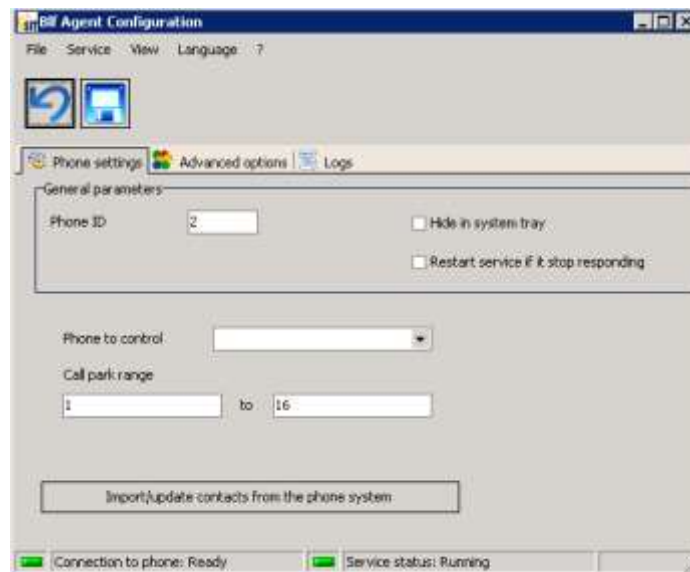 Blf Agent Configuration
File Service View Language ?
Phone settings Advanced options Logs
General parameters
Phone ID 2 Hide in system tray
Restart service if it stop responding
Phone to control
Call park range
1 to 16
Import/update contacts from the phone system
Connection to phone: Ready Service status: Running